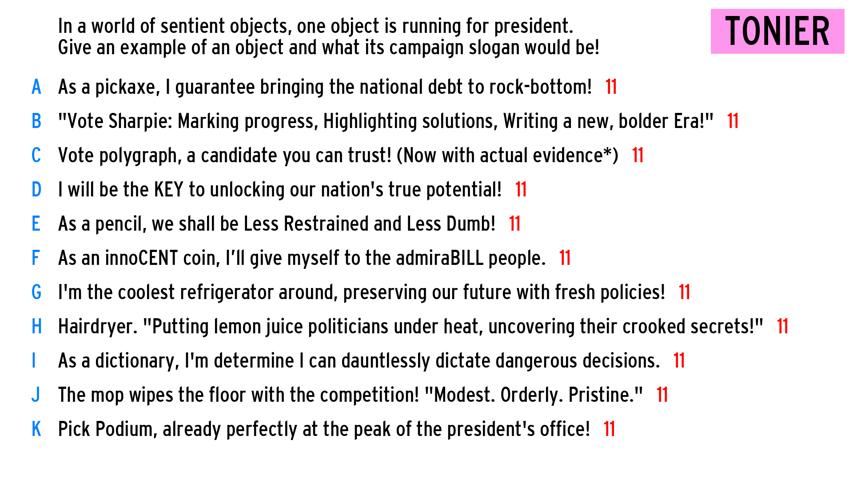 In a world of sentient objects, one object is running for president.
Give an example of an object and what its campaign slogan would be!
TONIER
A As a pickaxe, I guarantee bringing the national debt to rock-bottom! 11
B "Vote Sharpie: Marking progress, Highlighting solutions, Writing a new, bolder Era!" 11
C Vote polygraph, a candidate you can trust! (Now with actual evidence*) 11
D I will be the KEY to unlocking our nation's true potential! 11
E As a pencil, we shall be Less Restrained and Less Dumb! 11
F As an innoCENT coin, I'll give myself to the admiraBILL people. 11
G I'm the coolest refrigerator around, preserving our future with fresh policies! 11
H Hairdryer. "Putting lemon juice politicians under heat, uncovering their crooked secrets!" 11
I As a dictionary, I'm determine I can dauntlessly dictate dangerous decisions. 11
J The mop wipes the floor with the competition! "Modest. Orderly. Pristine." 11
K Pick Podium, already perfectly at the peak of the president's office! 11